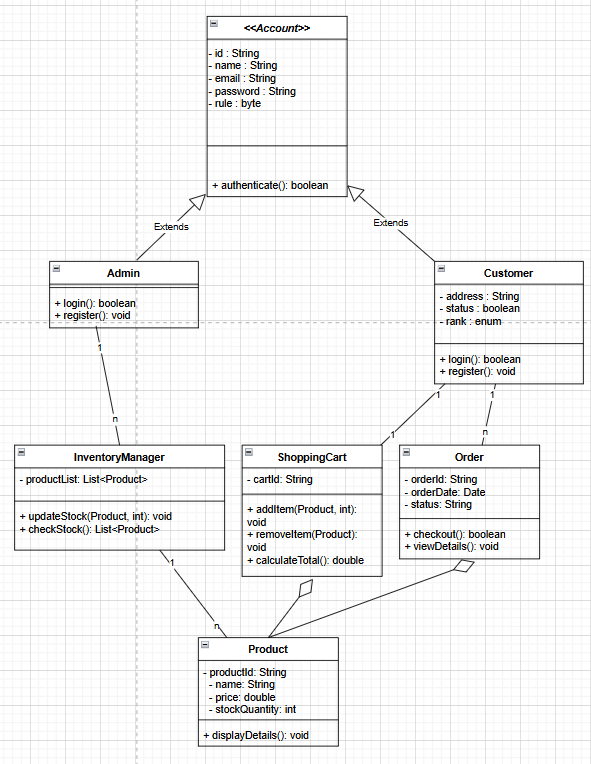 <<Account>>
- id : String
- name : String
- email : String
- password : String
- rule : byte
+ authenticate(): boolean
Extends
Extends
Admin
+ login(): boolean
+ register(): void
Customer
- address : String
- status : boolean
- rank : enum
+ login(): boolean
+ register(): void
1
1
1
n
1
n
InventoryManager
- productList: List<Product>
+ updateStock(Product, int): void
+ checkStock(): List<Product>
ShoppingCart
- cartId: String
+ addItem(Product, int):
void
+ removeItem(Product):
void
+ calculateTotal(): double
Order
- orderId: String
- orderDate: Date
- status: String
+ checkout(): boolean
+ viewDetails(): void
1
n
Product
- productId: String
- name: String
- price: double
- stockQuantity: int
+ displayDetails(): void